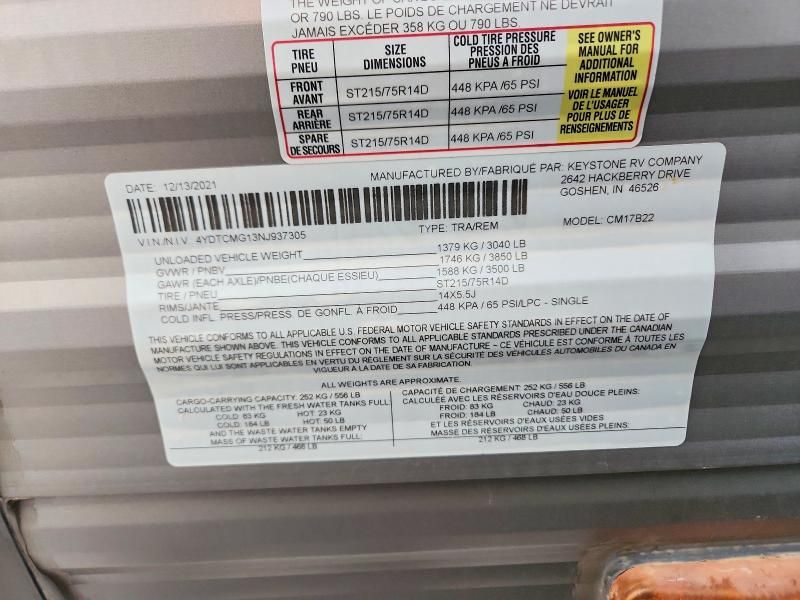 THE WEIGHT OF
OR 790 LBS. LE POIDS DE CHARGEMENT NE DEVRAIT
JAMAIS EXCÉDER 358 KG OU 790 LBS.
TIRE
PNEU
SIZE
DIMENSIONS
COLD TIRE PRESSURE
PRESSION DES
PNEUS A FROID
SEE OWNER'S
MANUAL FOR
ADDITIONAL
INFORMATION
VOIR LE MANUEL
DE L'USAGER
POUR PLUS DE
RENSEIGNEMENTS
FRONT
AVANT
ST215/75R14D
448 KPA /65 PSI
REAR
ARRIÈRE
ST215/75R14D
448 KPA /65 PSI
SPARE
DE SECOURS
ST215/75R14D
448 KPA /65 PSI
DATE: 12/13/2021
MANUFACTURED BY/FABRIQUÉ PAR: KEYSTONE RV COMPANY
2642 HACKBERRY DRIVE
GOSHEN, IN 46526
V.I.N./N.I.V. 4YDTCMG13NJ937305
TYPE: TRA/REM
MODEL: CM17B22
UNLOADED VEHICLE WEIGHT 1379 KG / 3040 LB
GVWR / PNBV 1746 KG / 3850 LB
GAWR (EACH AXLE)/PNBE(CHAQUE ESSIEU) 1588 KG / 3500 LB
TIRE / PNEU ST215/75R14D
RIMS/JANTE 14X5.5J
COLD INFL. PRESS/PRESS. DE GONFL. A FROID 448 KPA / 65 PSI/LPC - SINGLE
THIS VEHICLE CONFORMS TO ALL APPLICABLE U.S. FEDERAL MOTOR VEHICLE SAFETY STANDARDS IN EFFECT ON THE DATE OF
MANUFACTURE SHOWN ABOVE. THIS VEHICLE CONFORMS TO ALL APPLICABLE STANDARDS PRESCRIBED UNDER THE CANADIAN
MOTOR VEHICLE SAFETY REGULATIONS IN EFFECT ON THE DATE OF MANUFACTURE ~ CE VÉHICULE EST CONFORME À TOUTES LES
NORMES QUI LUI SONT APPLICABLES EN VERTU DU RÈGLEMENT SUR LA SÉCURITÉ DES VÉHICULES AUTOMOBILES DU CANADA EN
VIGUEUR A LA DATE DE SA FABRICATION.
ALL WEIGHTS ARE APPROXIMATE.
CARGO-CARRYING CAPACITY: 252 KG / 556 LB
CALCULATED WITH THE FRESH WATER TANKS FULL:
COLD: 83 KG HOT: 23 KG
COLD: 184 LB HOT: 50 LB
AND THE WASTE WATER TANKS EMPTY
MASS OF WASTE WATER TANKS FULL:
212 KG / 468 LB
CAPACITÉ DE CHARGEMENT: 252 KG / 556 LB
CALCULÉE AVEC LES RÉSERVOIRS D'EAU DOUCE PLEINS:
FROID: 83 KG CHAUD: 23 KG
FROID: 184 LB CHAUD: 50 LB
ET LES RÉSERVOIRS D'EAUX USÉES VIDES
MASSE DES RÉSERVOIRS D'EAUX USÉES PLEINS:
212 KG / 468 LB